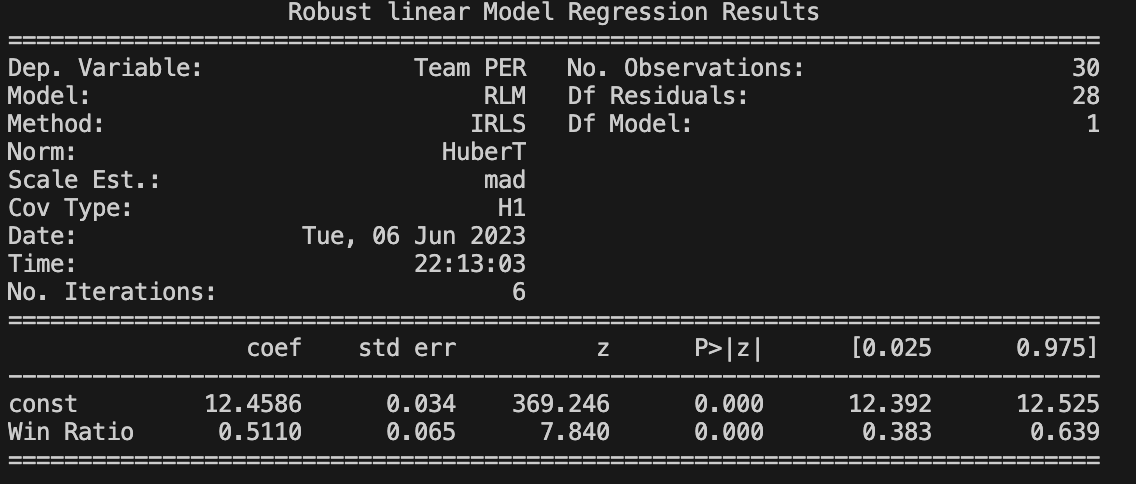 Robust linear Model Regression Results
==============================================================================
Dep. Variable:               Team PER   No. Observations:                   30
Model:                            RLM   Df Residuals:                       28
Method:                          IRLS   Df Model:                            1
Norm:                          HuberT
Scale Est.:                       mad
Cov Type:                          H1
Date:                Tue, 06 Jun 2023
Time:                        22:13:03
No. Iterations:                     6
==============================================================================
                 coef    std err          z      P>|z|      [0.025      0.975]
------------------------------------------------------------------------------
const         12.4586      0.034    369.246      0.000      12.392      12.525
Win Ratio      0.5110      0.065      7.840      0.000       0.383       0.639
==============================================================================